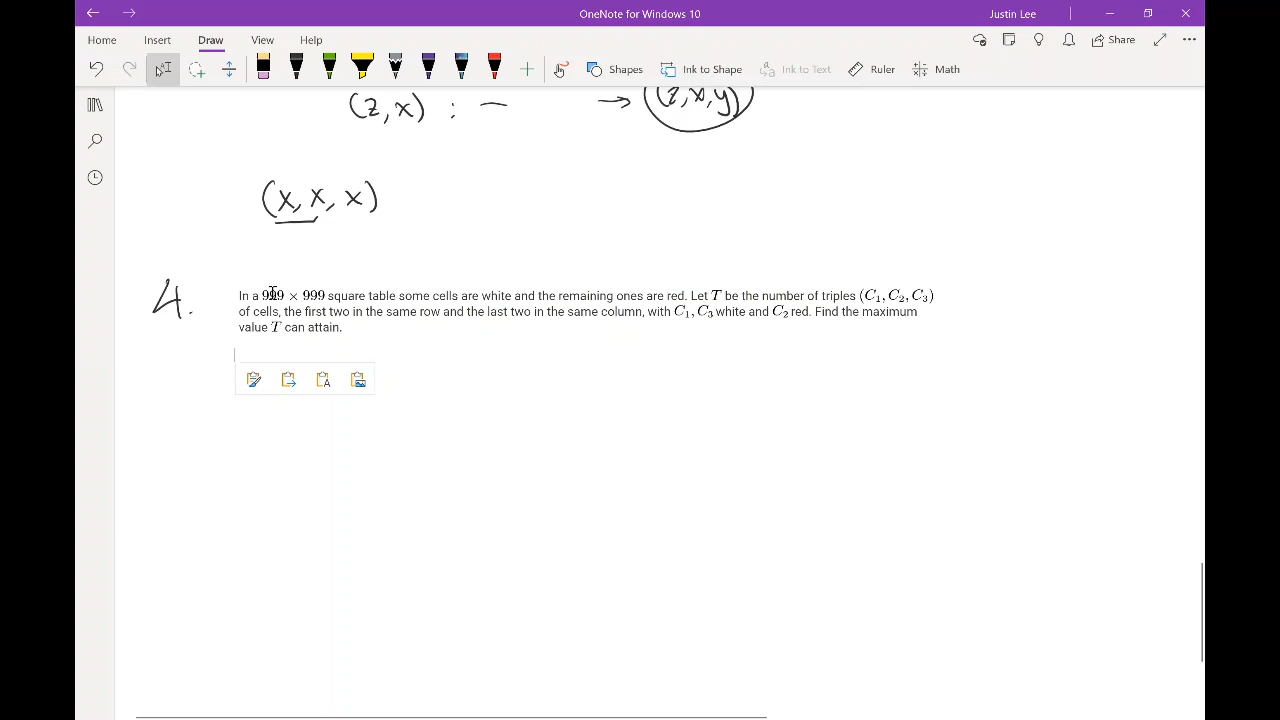 OneNote for Windows 10
Justin Lee
Home Insert Draw View Help
Share
Shapes Ink to Shape Ink to Text Ruler Math
(z, x) : — → (z, x, y)
(x, x, x)
4.
In a 999 × 999 square table some cells are white and the remaining ones are red. Let T be the number of triples (C₁, C₂, C₃)
of cells, the first two in the same row and the last two in the same column, with C₁, C₃ white and C₂ red. Find the maximum
value T can attain.
A